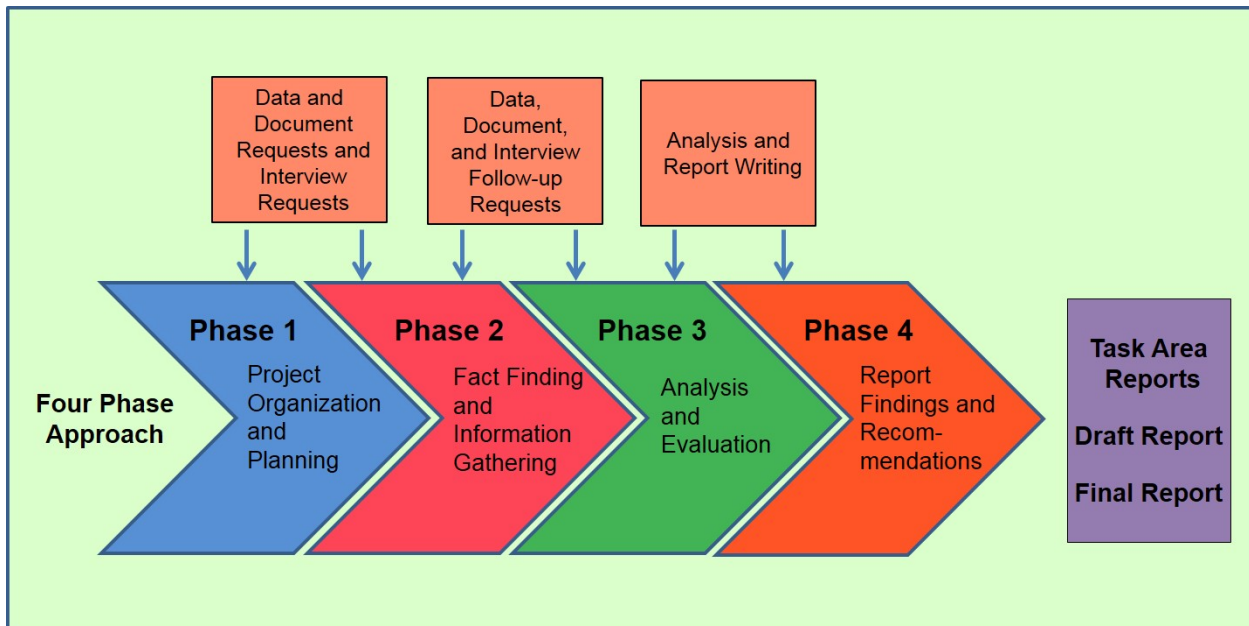 Data and
Document
Requests and
Interview
Requests
Data,
Document,
and Interview
Follow-up
Requests
Analysis and
Report Writing
Four Phase
Approach
Phase 1
Project
Organization
and
Planning
Phase 2
Fact Finding
and
Information
Gathering
Phase 3
Analysis
and
Evaluation
Phase 4
Report
Findings and
Recom-
mendations
Task Area
Reports
Draft Report
Final Report